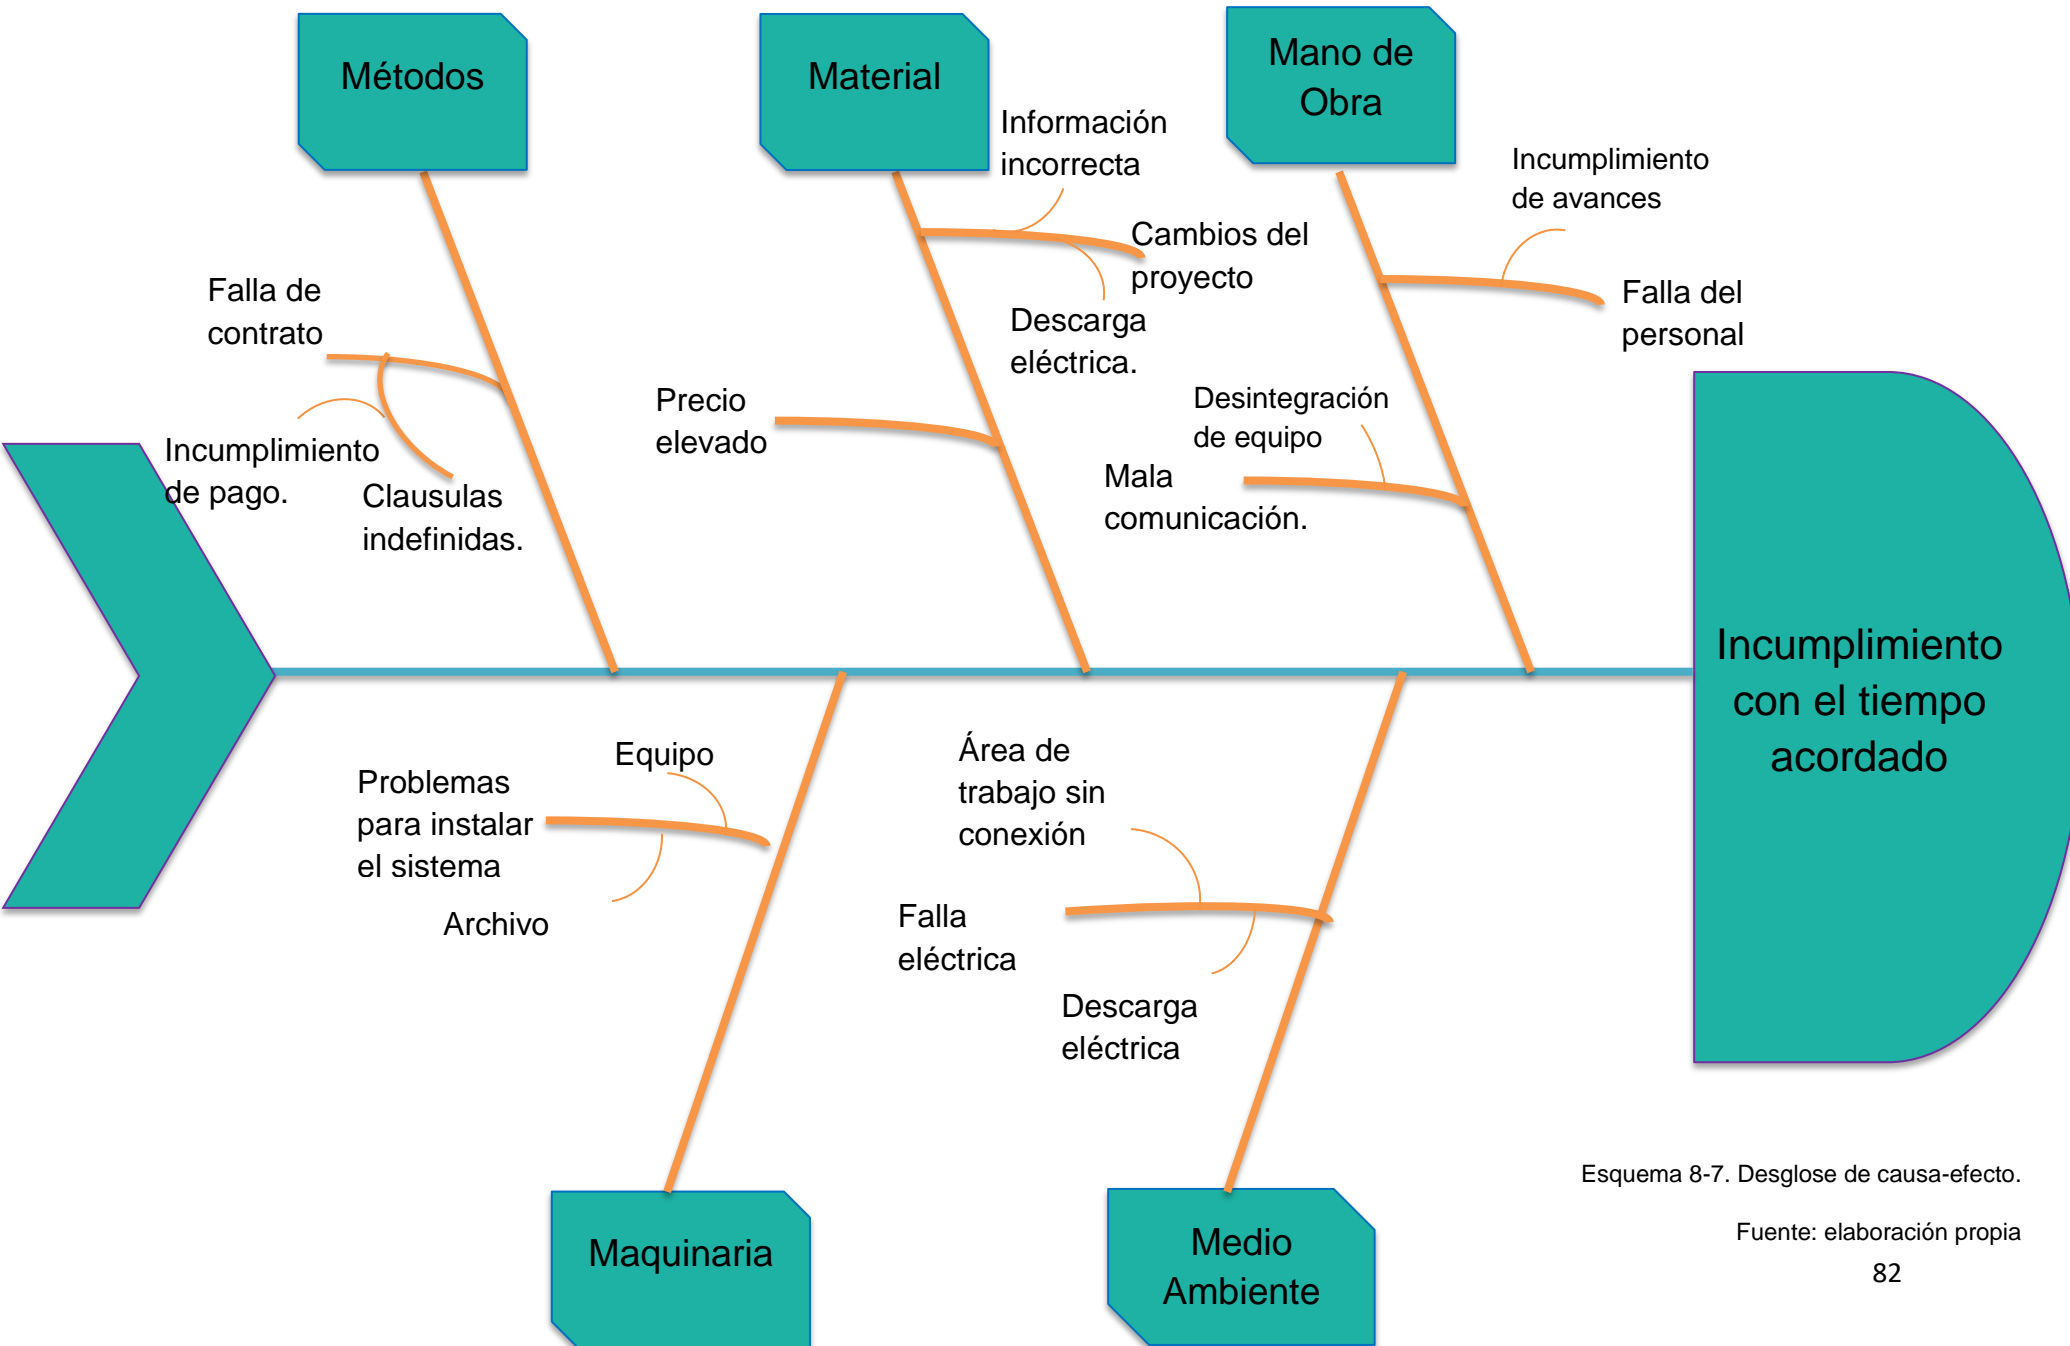 Métodos
Material
Mano de
Obra
Información
incorrecta
Incumplimiento
de avances
Cambios del
proyecto
Falla de
contrato
Falla del
personal
Descarga
eléctrica.
Precio
elevado
Desintegración
de equipo
Incumplimiento
de pago.
Mala
comunicación.
Clausulas
indefinidas.
Incumplimiento
con el tiempo
acordado
Equipo
Problemas
para instalar
el sistema
Archivo
Área de
trabajo sin
conexión
Falla
eléctrica
Descarga
eléctrica
Maquinaria
Medio
Ambiente
Esquema 8-7. Desglose de causa-efecto.
Fuente: elaboración propia
82